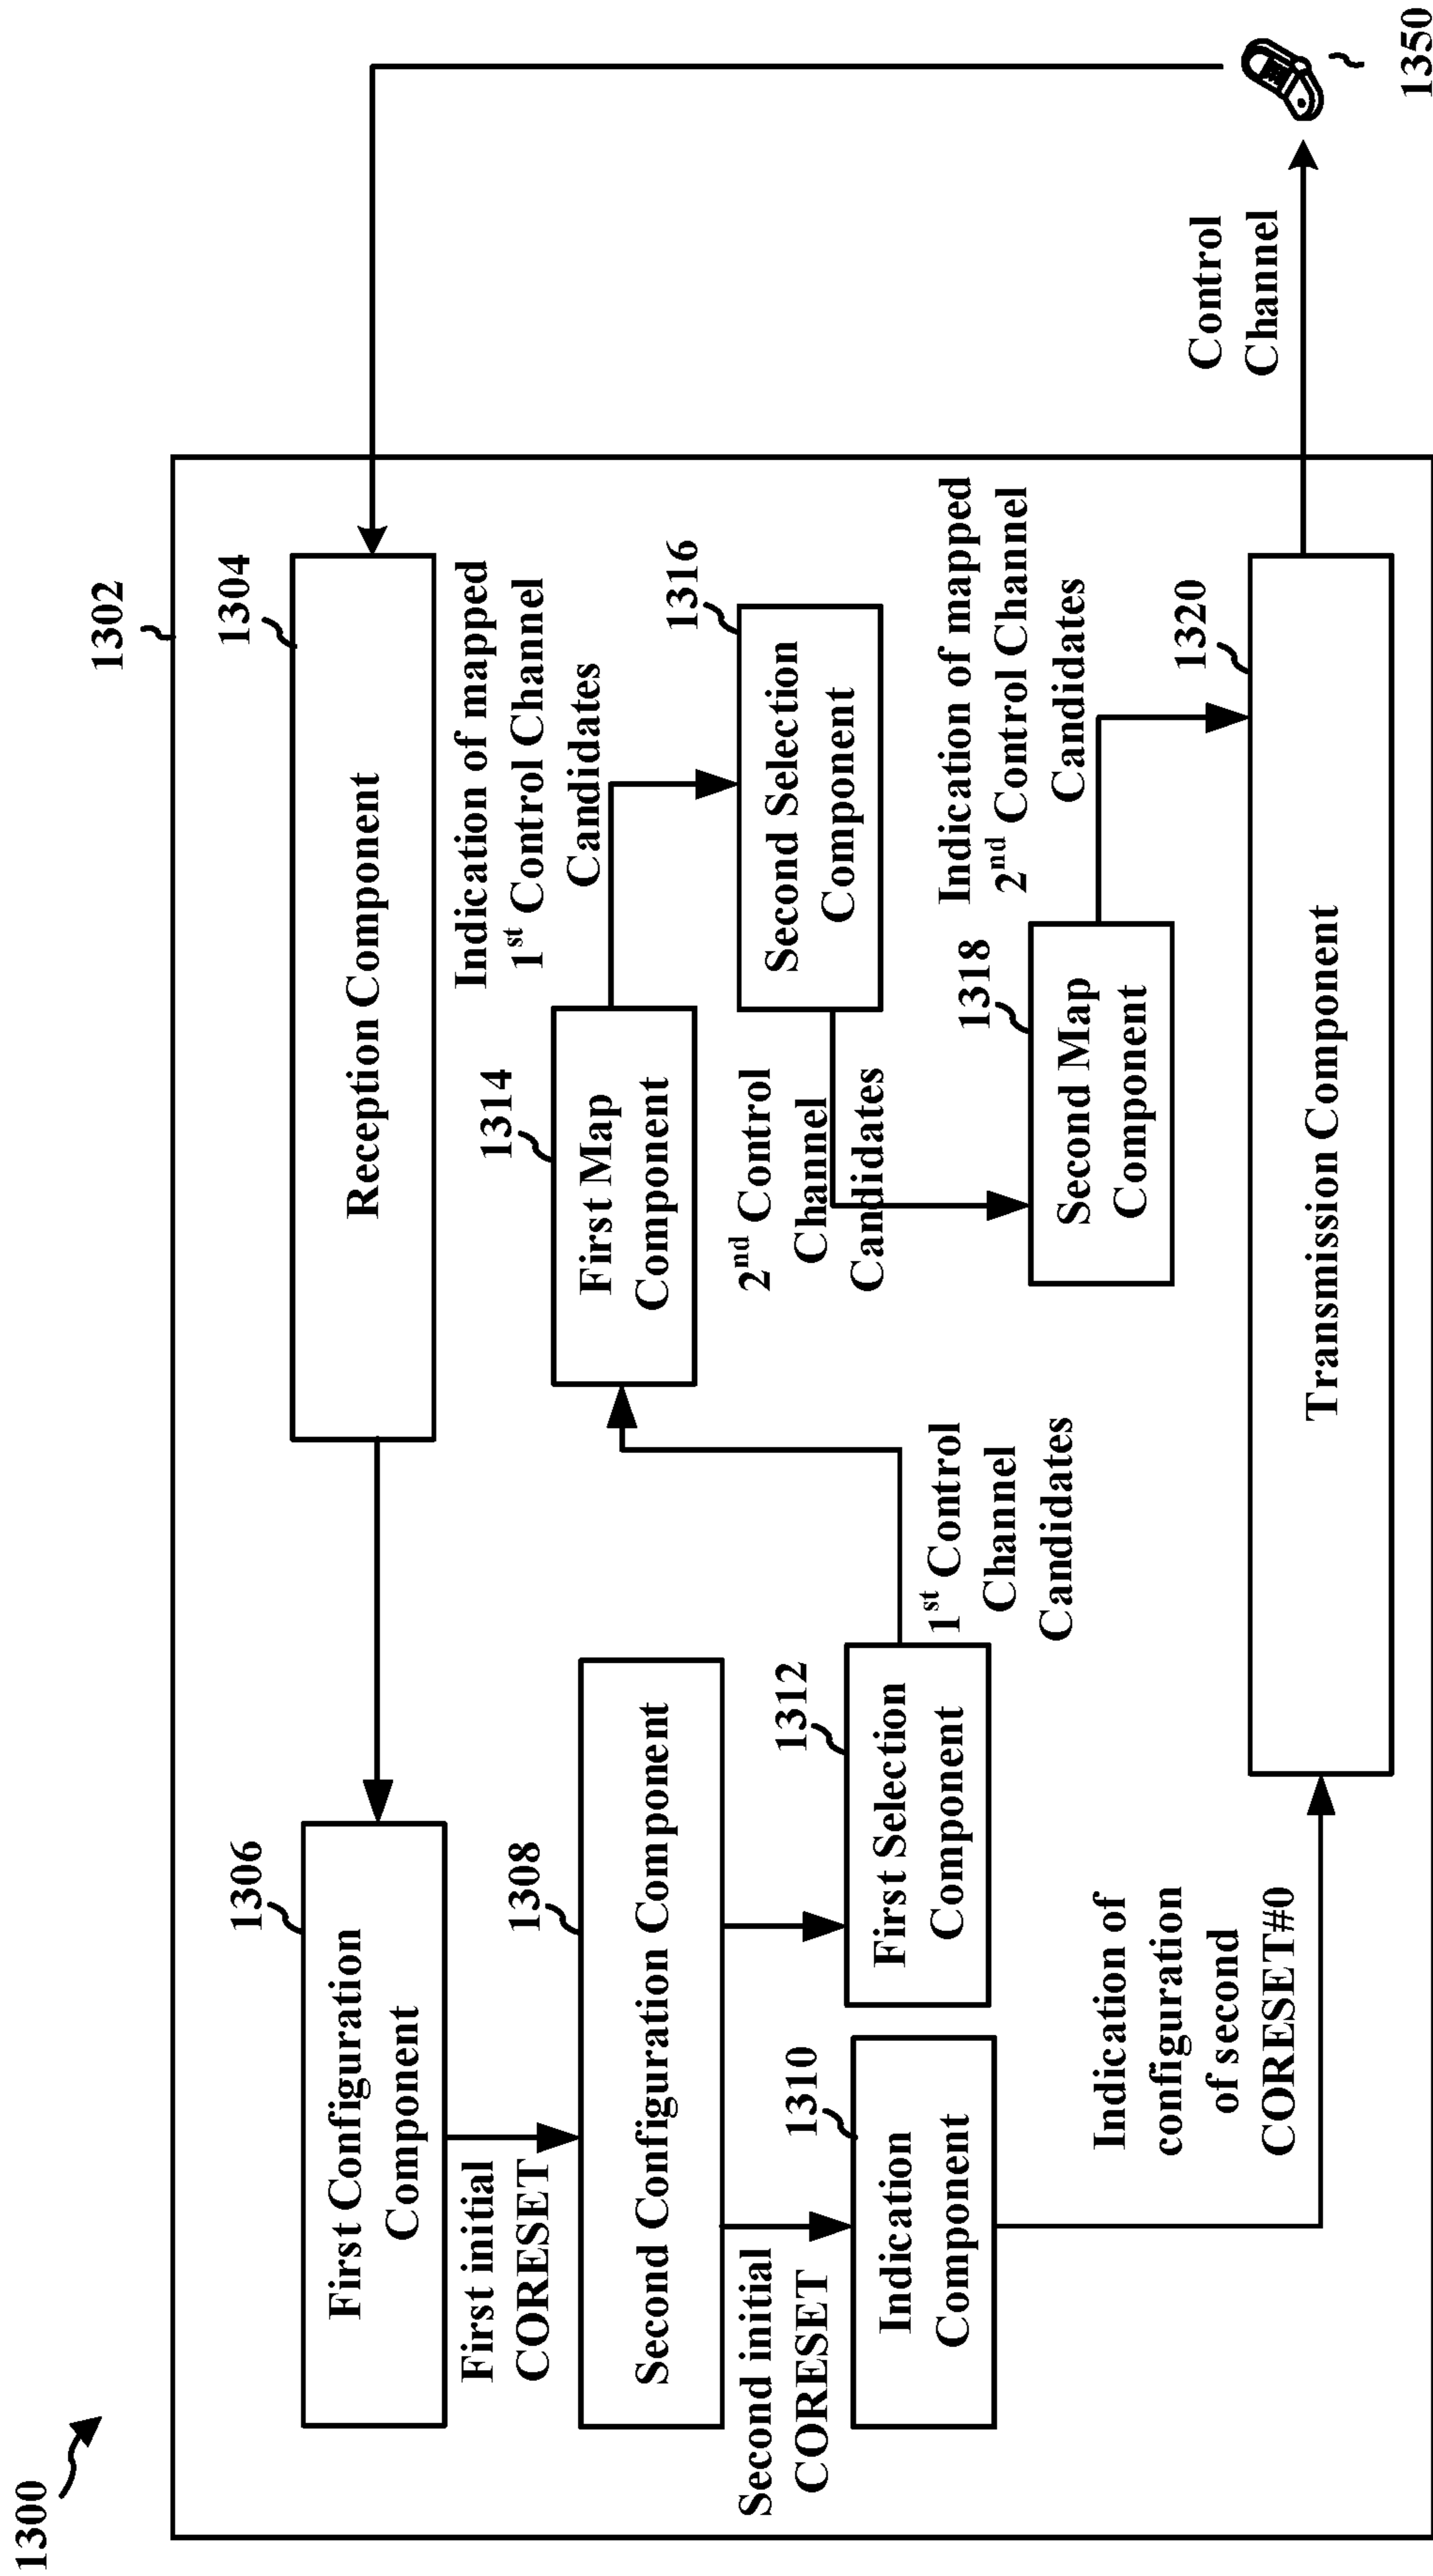 1300
1302
1304
Reception Component
1306
First Configuration
Component
First initial
CORESET
1308
Second Configuration Component
Second initial
CORESET
1310
Indication
Component
1312
First Selection
Component
1st Control
Channel
Candidates
1314
First Map
Component
Indication of mapped
1st Control Channel
Candidates
1316
Second Selection
Component
2nd Control
Channel
Candidates
1318
Second Map
Component
Indication of mapped
2nd Control Channel
Candidates
Indication of
configuration
of second
CORESET#0
1320
Transmission Component
Control
Channel
1350